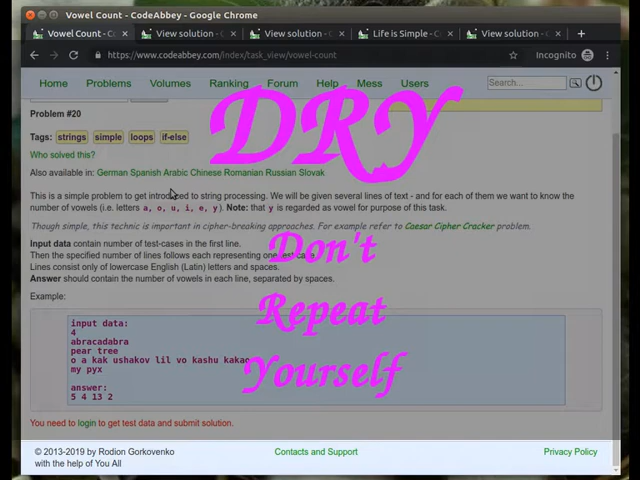 Vowel Count - CodeAbbey - Google Chrome
Vowel Count - C
View solution -
View solution -
Life is Simple - C
View solution -
https://www.codeabbey.com/index/task_view/vowel-count
Incognito
Home Problems Volumes Ranking Forum Help Mess Users
Search...
DRY
Problem #20
Tags: strings simple loops if-else
Who solved this?
Also available in: German Spanish Arabic Chinese Romanian Russian Slovak
This is a simple problem to get introduced to string processing. We will be given several lines of text - and for each of them we want to know the
number of vowels (i.e. letters a, o, u, i, e, y). Note: that y is regarded as vowel for purpose of this task.
Though simple, this technic is important in cipher-breaking approaches. For example refer to Caesar Cipher Cracker problem.
Don't
Input data contain number of test-cases in the first line.
Then the specified number of lines follows each representing one test case.
Lines consist only of lowercase English (Latin) letters and spaces.
Answer should contain the number of vowels in each line, separated by spaces.
Example:
Repeat
input data:
4
abracadabra
pear tree
o a kak ushakov lil vo kashu kakao
my pyx
Yourself
answer:
5 4 13 2
You need to login to get test data and submit solution.
© 2013-2019 by Rodion Gorkovenko
with the help of You All
Contacts and Support
Privacy Policy